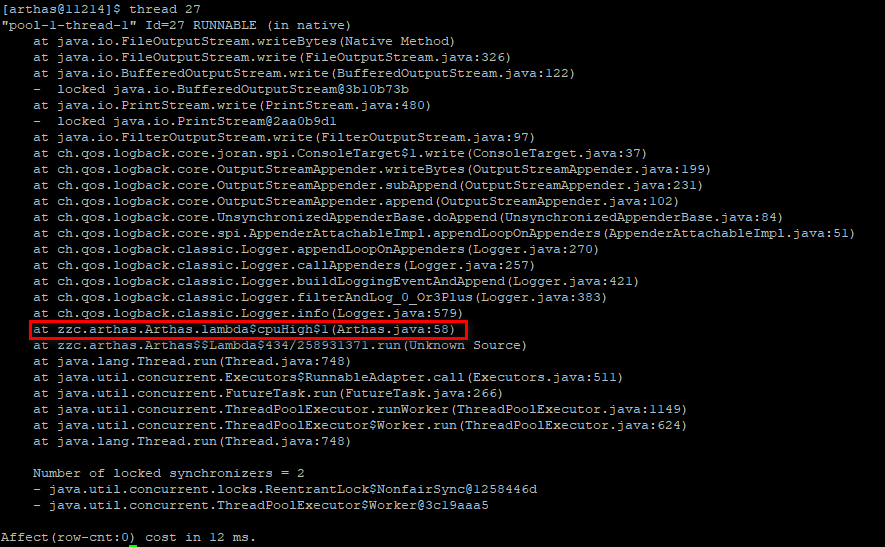 [arthas@11214]$ thread 27
"pool-1-thread-1" Id=27 RUNNABLE (in native)
    at java.io.FileOutputStream.writeBytes(Native Method)
    at java.io.FileOutputStream.write(FileOutputStream.java:326)
    at java.io.BufferedOutputStream.write(BufferedOutputStream.java:122)
    -  locked java.io.BufferedOutputStream@3b10b73b
    at java.io.PrintStream.write(PrintStream.java:480)
    -  locked java.io.PrintStream@2aa0b9d1
    at java.io.FilterOutputStream.write(FilterOutputStream.java:97)
    at ch.qos.logback.core.joran.spi.ConsoleTarget$1.write(ConsoleTarget.java:37)
    at ch.qos.logback.core.OutputStreamAppender.writeBytes(OutputStreamAppender.java:199)
    at ch.qos.logback.core.OutputStreamAppender.subAppend(OutputStreamAppender.java:231)
    at ch.qos.logback.core.OutputStreamAppender.append(OutputStreamAppender.java:102)
    at ch.qos.logback.core.UnsynchronizedAppenderBase.doAppend(UnsynchronizedAppenderBase.java:84)
    at ch.qos.logback.core.spi.AppenderAttachableImpl.appendLoopOnAppenders(AppenderAttachableImpl.java:51)
    at ch.qos.logback.classic.Logger.appendLoopOnAppenders(Logger.java:270)
    at ch.qos.logback.classic.Logger.callAppenders(Logger.java:257)
    at ch.qos.logback.classic.Logger.buildLoggingEventAndAppend(Logger.java:421)
    at ch.qos.logback.classic.Logger.filterAndLog_0_Or3Plus(Logger.java:383)
    at ch.qos.logback.classic.Logger.info(Logger.java:579)
    at zzc.arthas.Arthas.lambda$cpuHigh$1(Arthas.java:58)
    at zzc.arthas.Arthas$$Lambda$434/258931371.run(Unknown Source)
    at java.lang.Thread.run(Thread.java:748)
    at java.util.concurrent.Executors$RunnableAdapter.call(Executors.java:511)
    at java.util.concurrent.FutureTask.run(FutureTask.java:266)
    at java.util.concurrent.ThreadPoolExecutor.runWorker(ThreadPoolExecutor.java:1149)
    at java.util.concurrent.ThreadPoolExecutor$Worker.run(ThreadPoolExecutor.java:624)
    at java.lang.Thread.run(Thread.java:748)
    Number of locked synchronizers = 2
    - java.util.concurrent.locks.ReentrantLock$NonfairSync@1258446d
    - java.util.concurrent.ThreadPoolExecutor$Worker@3c19aaa5
Affect(row-cnt:0) cost in 12 ms.